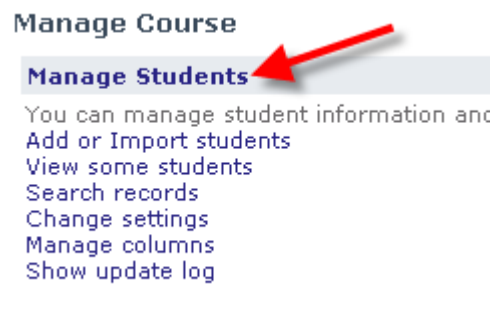 Manage Course
Manage Students
You can manage student information and
Add or Import students
View some students
Search records
Change settings
Manage columns
Show update log